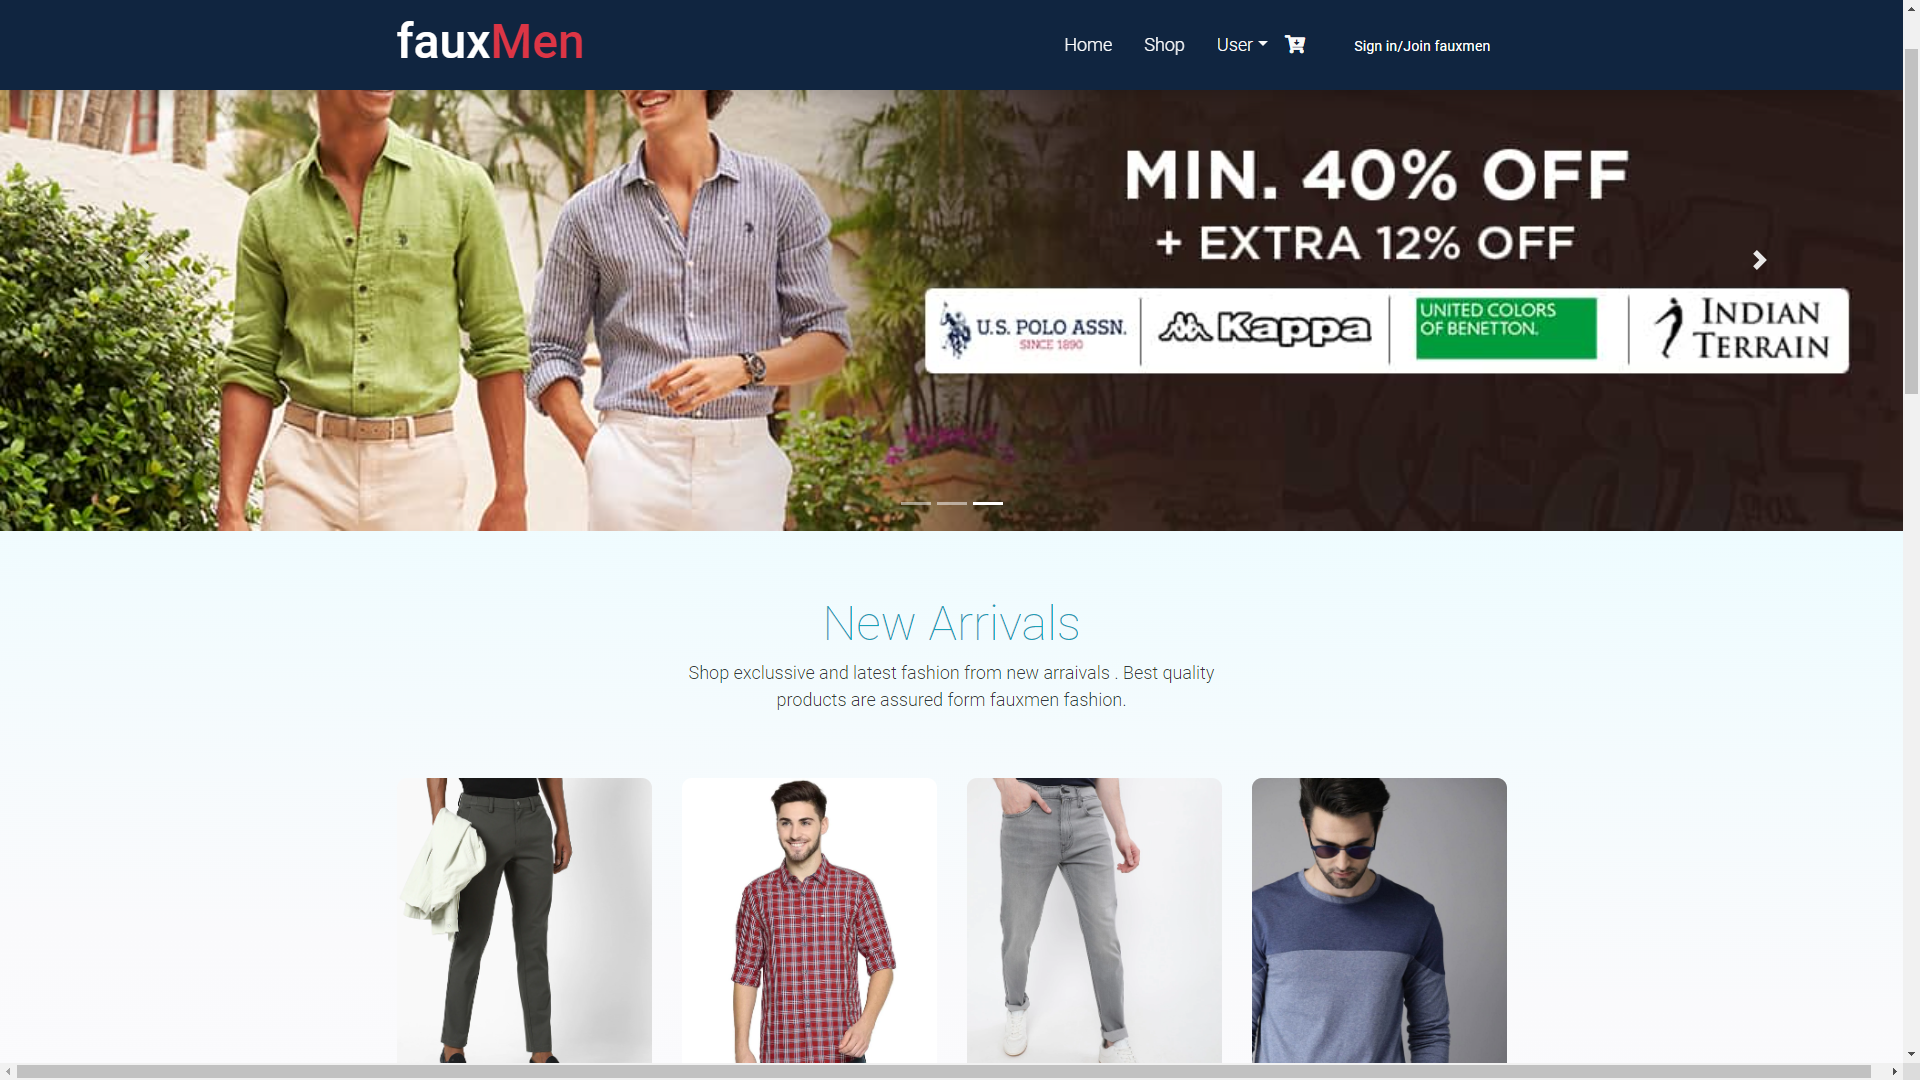 fauxMen
Home Shop User Sign in/Join fauxmen
MIN. 40% OFF
+ EXTRA 12% OFF
U.S. POLO ASSN.
SINCE 1890
Kappa
UNITED COLORS
OF BENETTON.
INDIAN
TERRAIN
New Arrivals
Shop exclussive and latest fashion from new arraivals . Best quality
products are assured form fauxmen fashion.